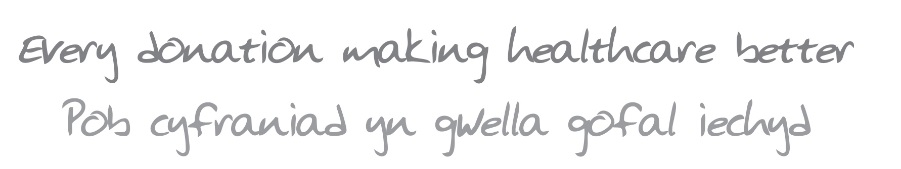 Every donation making healthcare better
Pob cyfraniad yn gwella gofal iechyd